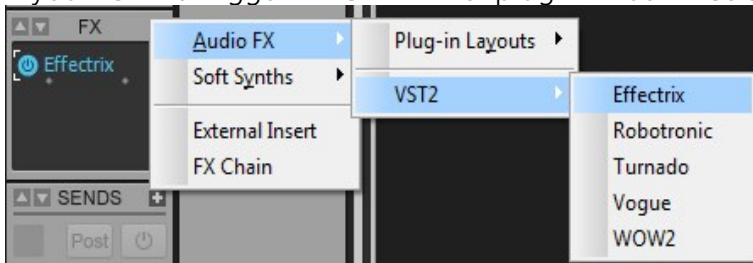 FX
Effectrix
Audio FX
Soft Synths
External Insert
FX Chain
Plug-in Layouts
VST2
Effectrix
Robotronic
Turnado
Vogue
WOW2
SENDS
Post